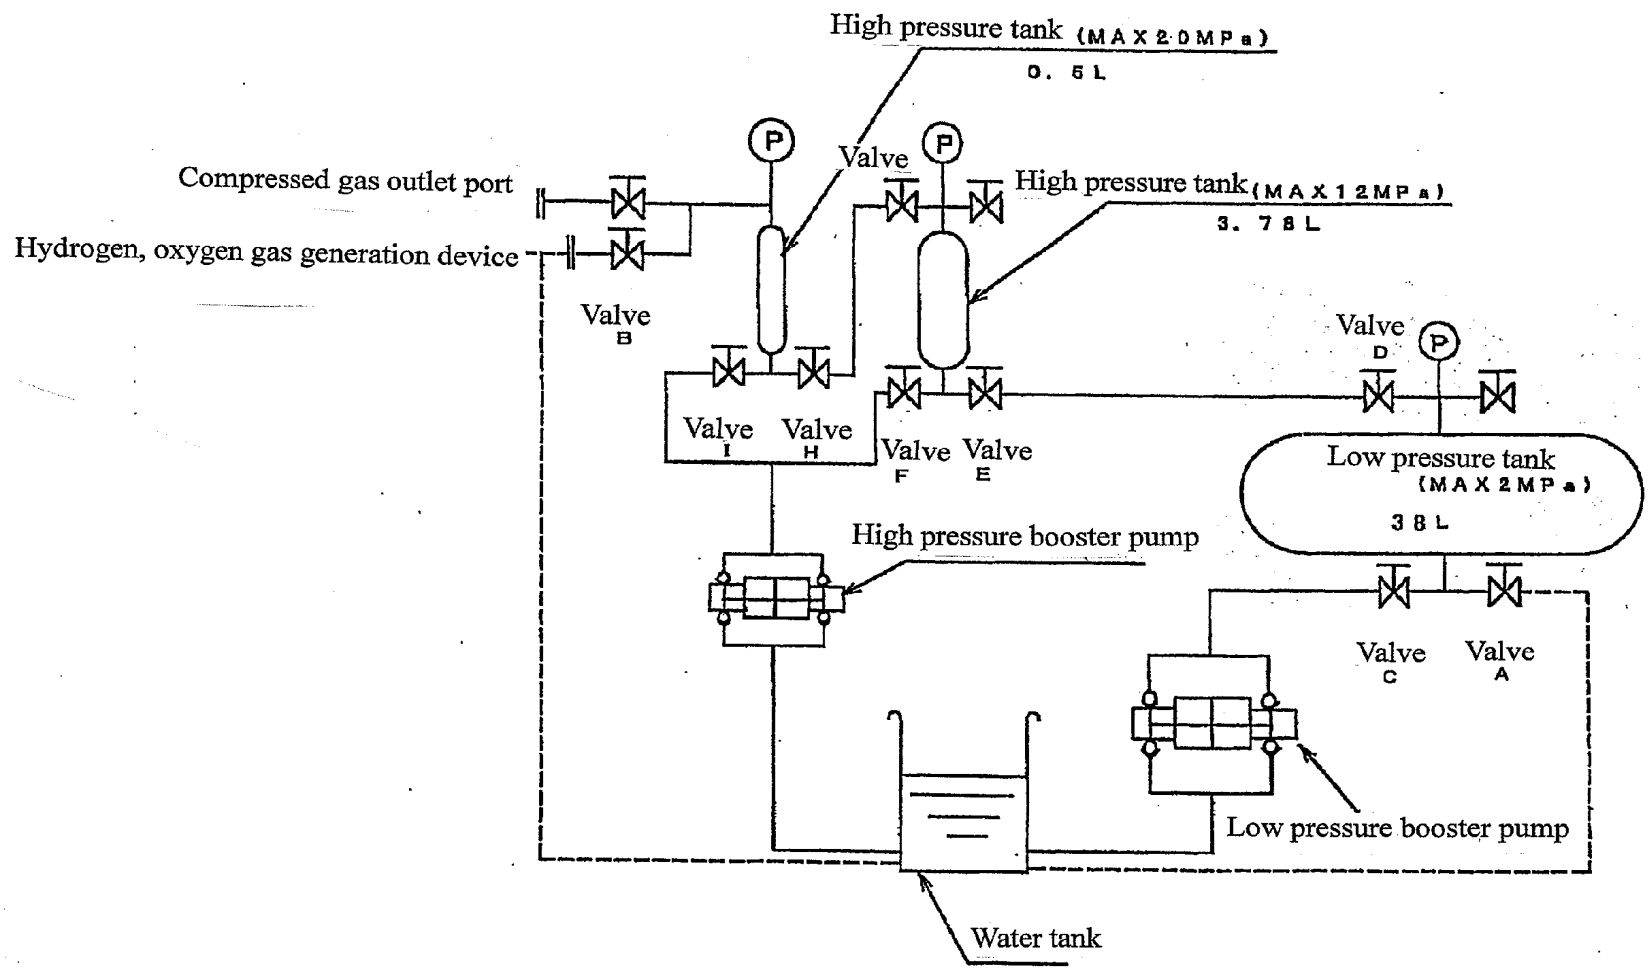 High pressure tank (MAX20MPa)
0. 5L
P
P
Valve
Compressed gas outlet port
High pressure tank (MAX12MPa)
3. 78L
Hydrogen, oxygen gas generation device
Valve
B
Valve
D
P
Valve
I
Valve
H
Valve
F
Valve
E
Low pressure tank
(MAX2MPa)
38L
High pressure booster pump
Valve
C
Valve
A
Low pressure booster pump
Water tank